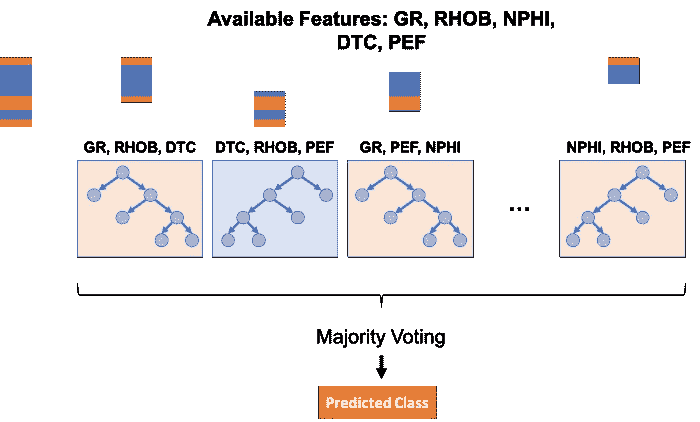 Available Features: GR, RHOB, NPHI,
DTC, PEF
GR, RHOB, DTC
DTC, RHOB, PEF
GR, PEF, NPHI
NPHI, RHOB, PEF
...
Majority Voting
Predicted Class